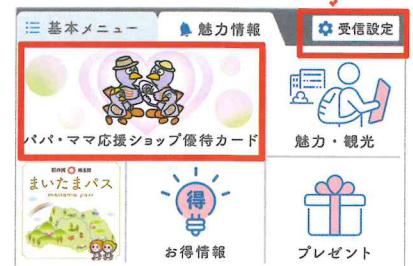 基本メニュー
魅力情報
受信設定
パパ・ママ応援ショップ優待カード
魅力・観光
まいたまパス
得
お得情報
プレゼント